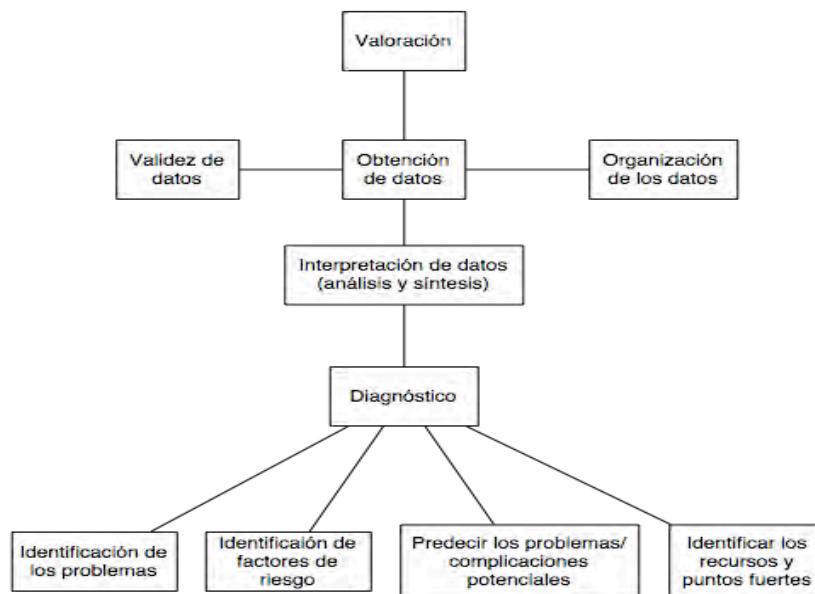 Valoración
Validez de
datos
Obtención
de datos
Organización
de los datos
Interpretación de datos
(análisis y síntesis)
Diagnóstico
Identificación de
los problemas
Identificaión de
factores de
riesgo
Predecir los problemas/
complicaciones
potenciales
Identificar los
recursos y
puntos fuertes